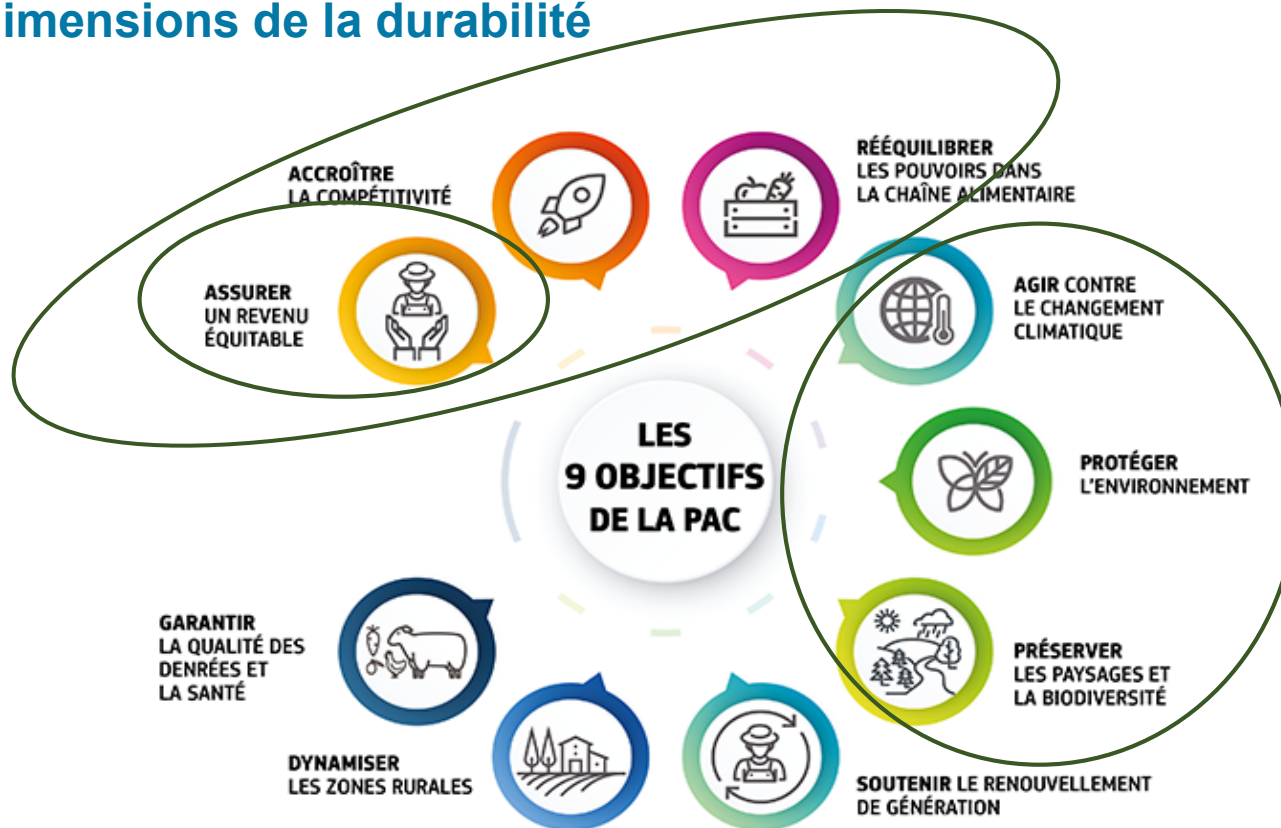 imensions de la durabilité
ACCROÎTRE
LA COMPÉTITIVITÉ
RÉÉQUILIBRER
LES POUVOIRS DANS
LA CHAÎNE ALIMENTAIRE
ASSURER
UN REVENU
ÉQUITABLE
AGIR CONTRE
LE CHANGEMENT
CLIMATIQUE
LES
9 OBJECTIFS
DE LA PAC
PROTÉGER
L'ENVIRONNEMENT
GARANTIR
LA QUALITÉ DES
DENRÉES ET
LA SANTÉ
PRÉSERVER
LES PAYSAGES ET
LA BIODIVERSITÉ
DYNAMISER
LES ZONES RURALES
SOUTENIR LE RENOUVELLEMENT
DE GÉNÉRATION